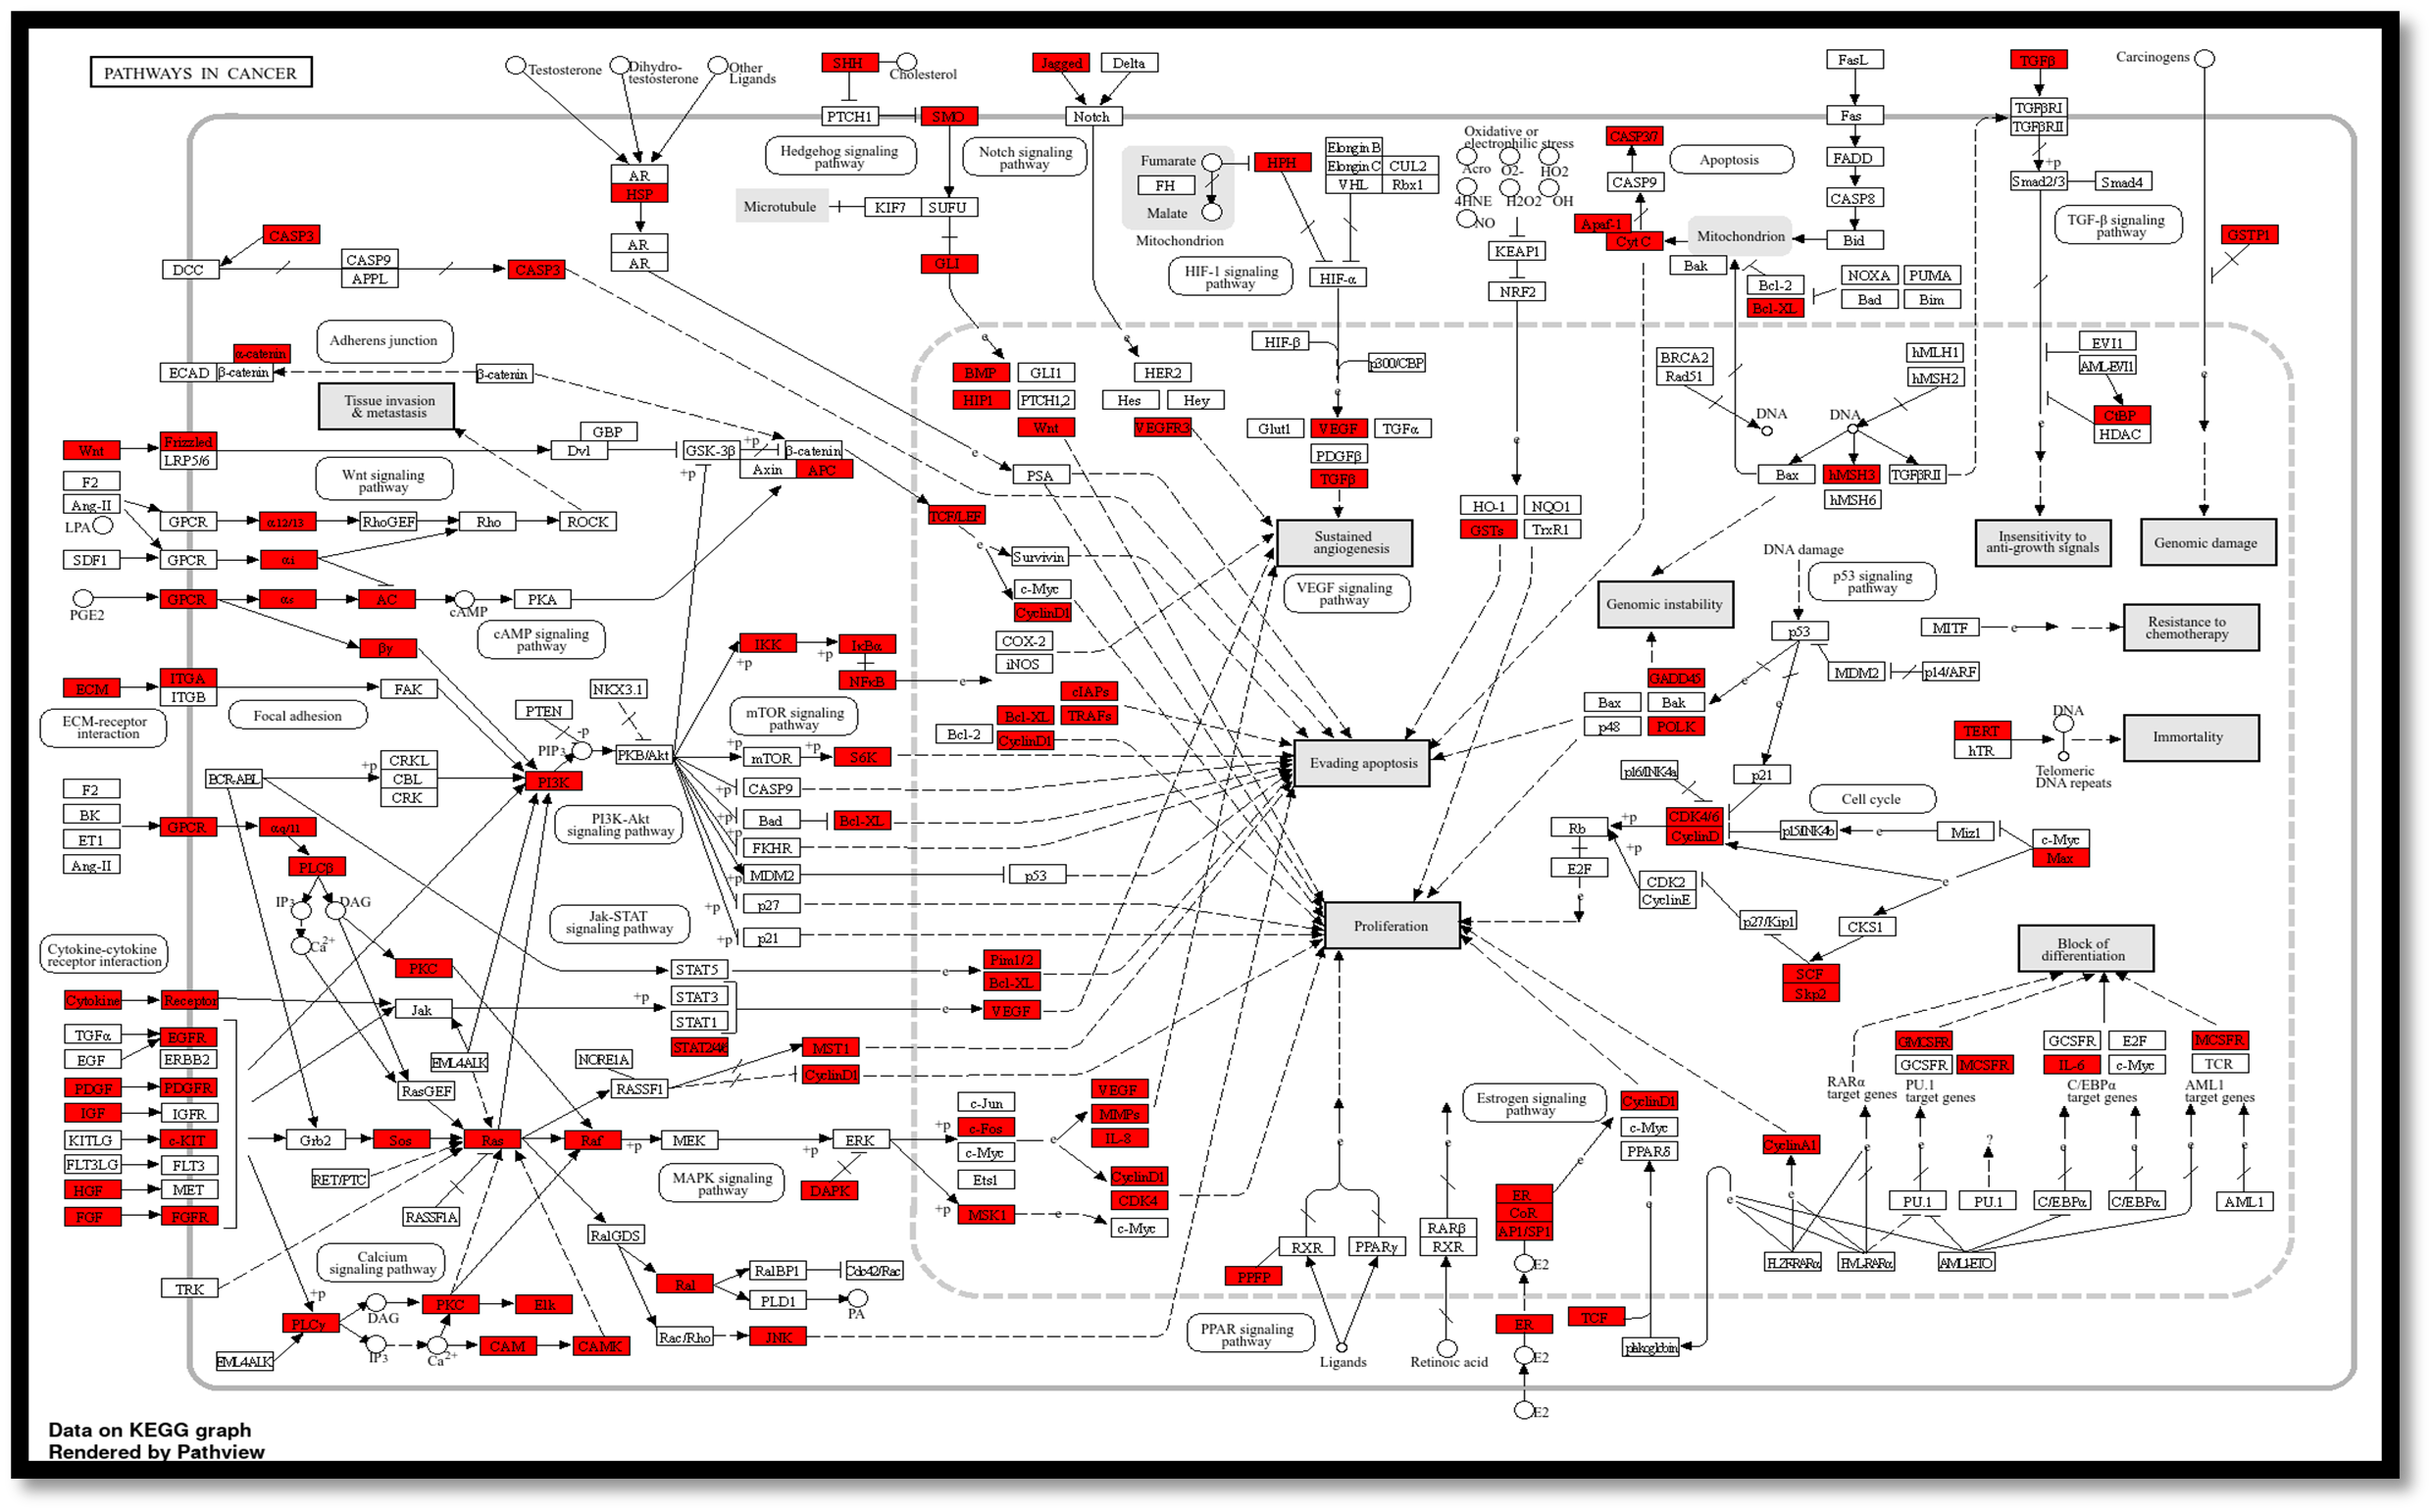 PATHWAYS IN CANCER
Testosterone
Dihydro-
testosterone
Other
Ligands
SHH
Cholesterol
Jagged
Delta
FasL
TGFβ
Carcinogens
PTCH1
SMO
Notch
Fas
TGFβRI
TGFβRII
Hedgehog signaling
pathway
Notch signaling
pathway
Fumarate
FH
Malate
Mitochondrion
HPH
Elongin B
Elongin C
CUL2
VHL
Rbx1
Oxidative or
electrophilic stress
Acro
O2-
HO2
4HNE
H2O2
OH
NO
CASP3/7
CASP9
Apoptosis
FADD
CASP8
Bid
+p
Smad2/3
Smad4
TGF-β signaling
pathway
GSTP1
AR
HSP
AR
AR
Microtubule
KIF7
SUFU
GLI
HIF-1 signaling
pathway
HIF-α
KEAP1
NRF2
Apaf-1
CytC
Mitochondrion
Bak
Bcl-2
Bcl-XL
NOXA
PUMA
Bad
Bim
CASP3
DCC
CASP9
APPL
CASP3
Adherens junction
α-catenin
ECAD
β-catenin
β-catenin
Tissue invasion
& metastasis
e
e
BMP
GLI1
HIP1
PTCH1,2
Wnt
HER2
Hes
Hey
VEGFR3
HIF-β
p300/CBP
e
Glut1
VEGF
TGFα
PDGFβ
TGFβ
BRCA2
Rad51
DNA
DNA
hMLH1
hMSH2
Bax
hMSH3
TGFβRII
hMSH6
EVI1
AML-EVI1
CtBP
HDAC
e
e
e
Wnt
Frizzled
LRP5/6
Wnt signaling
pathway
GBP
Dvl
GSK-3β
+p
+p
β-catenin
Axin
APC
e
PSA
TCF/LEF
e
Survivin
c-Myc
CyclinD1
F2
Ang-II
LPA
GPCR
α12/13
RhoGEF
Rho
ROCK
SDF1
GPCR
αi
PGE2
GPCR
αs
AC
cAMP
PKA
cAMP signaling
pathway
βγ
HO-1
NQO1
GSTs
TrxR1
Sustained
angiogenesis
VEGF signaling
pathway
Insensitivity to
anti-growth signals
Genomic damage
DNA damage
p53 signaling
pathway
Genomic instability
p53
MITF
e
Resistance to
chemotherapy
MDM2
p14/ARF
GADD45
Bax
Bak
p48
POLK
e
e
IKK
+p
+p
IκBα
NFκB
e
COX-2
iNOS
cIAPs
Bcl-XL
TRAFs
Bcl-2
CyclinD1
ECM
ITGA
ITGB
FAK
ECM-receptor
interaction
Focal adhesion
NKX3.1
PTEN
PIP3
-p
PKB/Akt
mTOR signaling
pathway
+p
mTOR
+p
S6K
+p
CASP9
+p
Bad
Bcl-XL
+p
FKHR
+p
MDM2
p53
+p
p27
+p
p21
Evading apoptosis
Proliferation
TERT
hTR
DNA
Telomeric
DNA repeats
Immortality
p16/INK4a
p21
Cell cycle
CDK4/6
CyclinD
+p
+p
Rb
E2F
e
p15/INK4b
e
Miz1
c-Myc
Max
e
CDK2
CyclinE
p27/Kip1
CKS1
SCF
Skp2
Block of
differentiation
BCR-ABL
+p
CRKL
CBL
CRK
PI3K
PI3K-Akt
signaling pathway
F2
BK
ET1
Ang-II
GPCR
αq/11
PLCβ
IP3
DAG
Ca2+
Jak-STAT
signaling pathway
Cytokine-cytokine
receptor interaction
PKC
Cytokine
Receptor
Jak
+p
STAT5
STAT3
STAT1
STAT2/4/6
e
e
Pim1/2
Bcl-XL
VEGF
TGFα
EGF
EGFR
ERBB2
PDGF
PDGFR
IGF
IGFR
KITLG
c-KIT
FLT3LG
FLT3
HGF
MET
FGF
FGFR
EML4ALK
RasGEF
NORE1A
RASSF1
MST1
CyclinD1
Grb2
Sos
Ras
Raf
+p
MEK
ERK
+p
+p
+p
RET/PTC
RASSF1A
MAPK signaling
pathway
DAPK
c-Jun
c-Fos
c-Myc
Ets1
MSK1
e
e
VEGF
MMPs
IL-8
CyclinD1
CDK4
c-Myc
Calcium
signaling pathway
RalGDS
Ral
RalBP1
Cdc42/Rac
PLD1
PA
Rac/Rho
JNK
TRK
+p
PLCγ
DAG
IP3
Ca2+
PKC
Elk
CAM
CAMK
EML4ALK
e
RXR
PPARγ
PPFP
PPAR signaling
pathway
Ligands
e
RARβ
RXR
Retinoic acid
Estrogen signaling
pathway
CyclinD1
c-Myc
PPARδ
e
e
ER
CoR
AP1/SP1
E2
ER
E2
E2
TCF
plakoglobin
CyclinA1
e
e
GMCSFR
GCSFR
MCSFR
GCSFR
E2F
IL-6
c-Myc
MCSFR
TCR
RARα
target genes
PU.1
target genes
C/EBPα
target genes
AML1
target genes
e
e
?
e
e
e
PU.1
PU.1
C/EBPα
C/EBPα
AML1
PLZF-RARα
PML-RARα
AML1-ETO
Data on KEGG graph
Rendered by Pathview